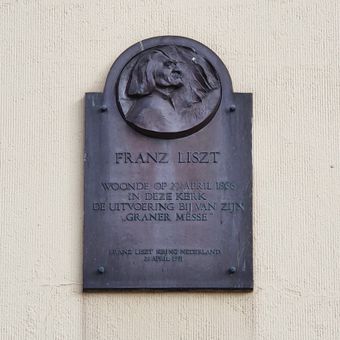 FRANZ LISZT
WOONDE OP 29 APRIL 1866
IN DEZE KERK
DE UITVOERING BIJ VAN ZIJN
„GRANER MESSE”
FRANZ LISZT KRING NEDERLAND
APRIL